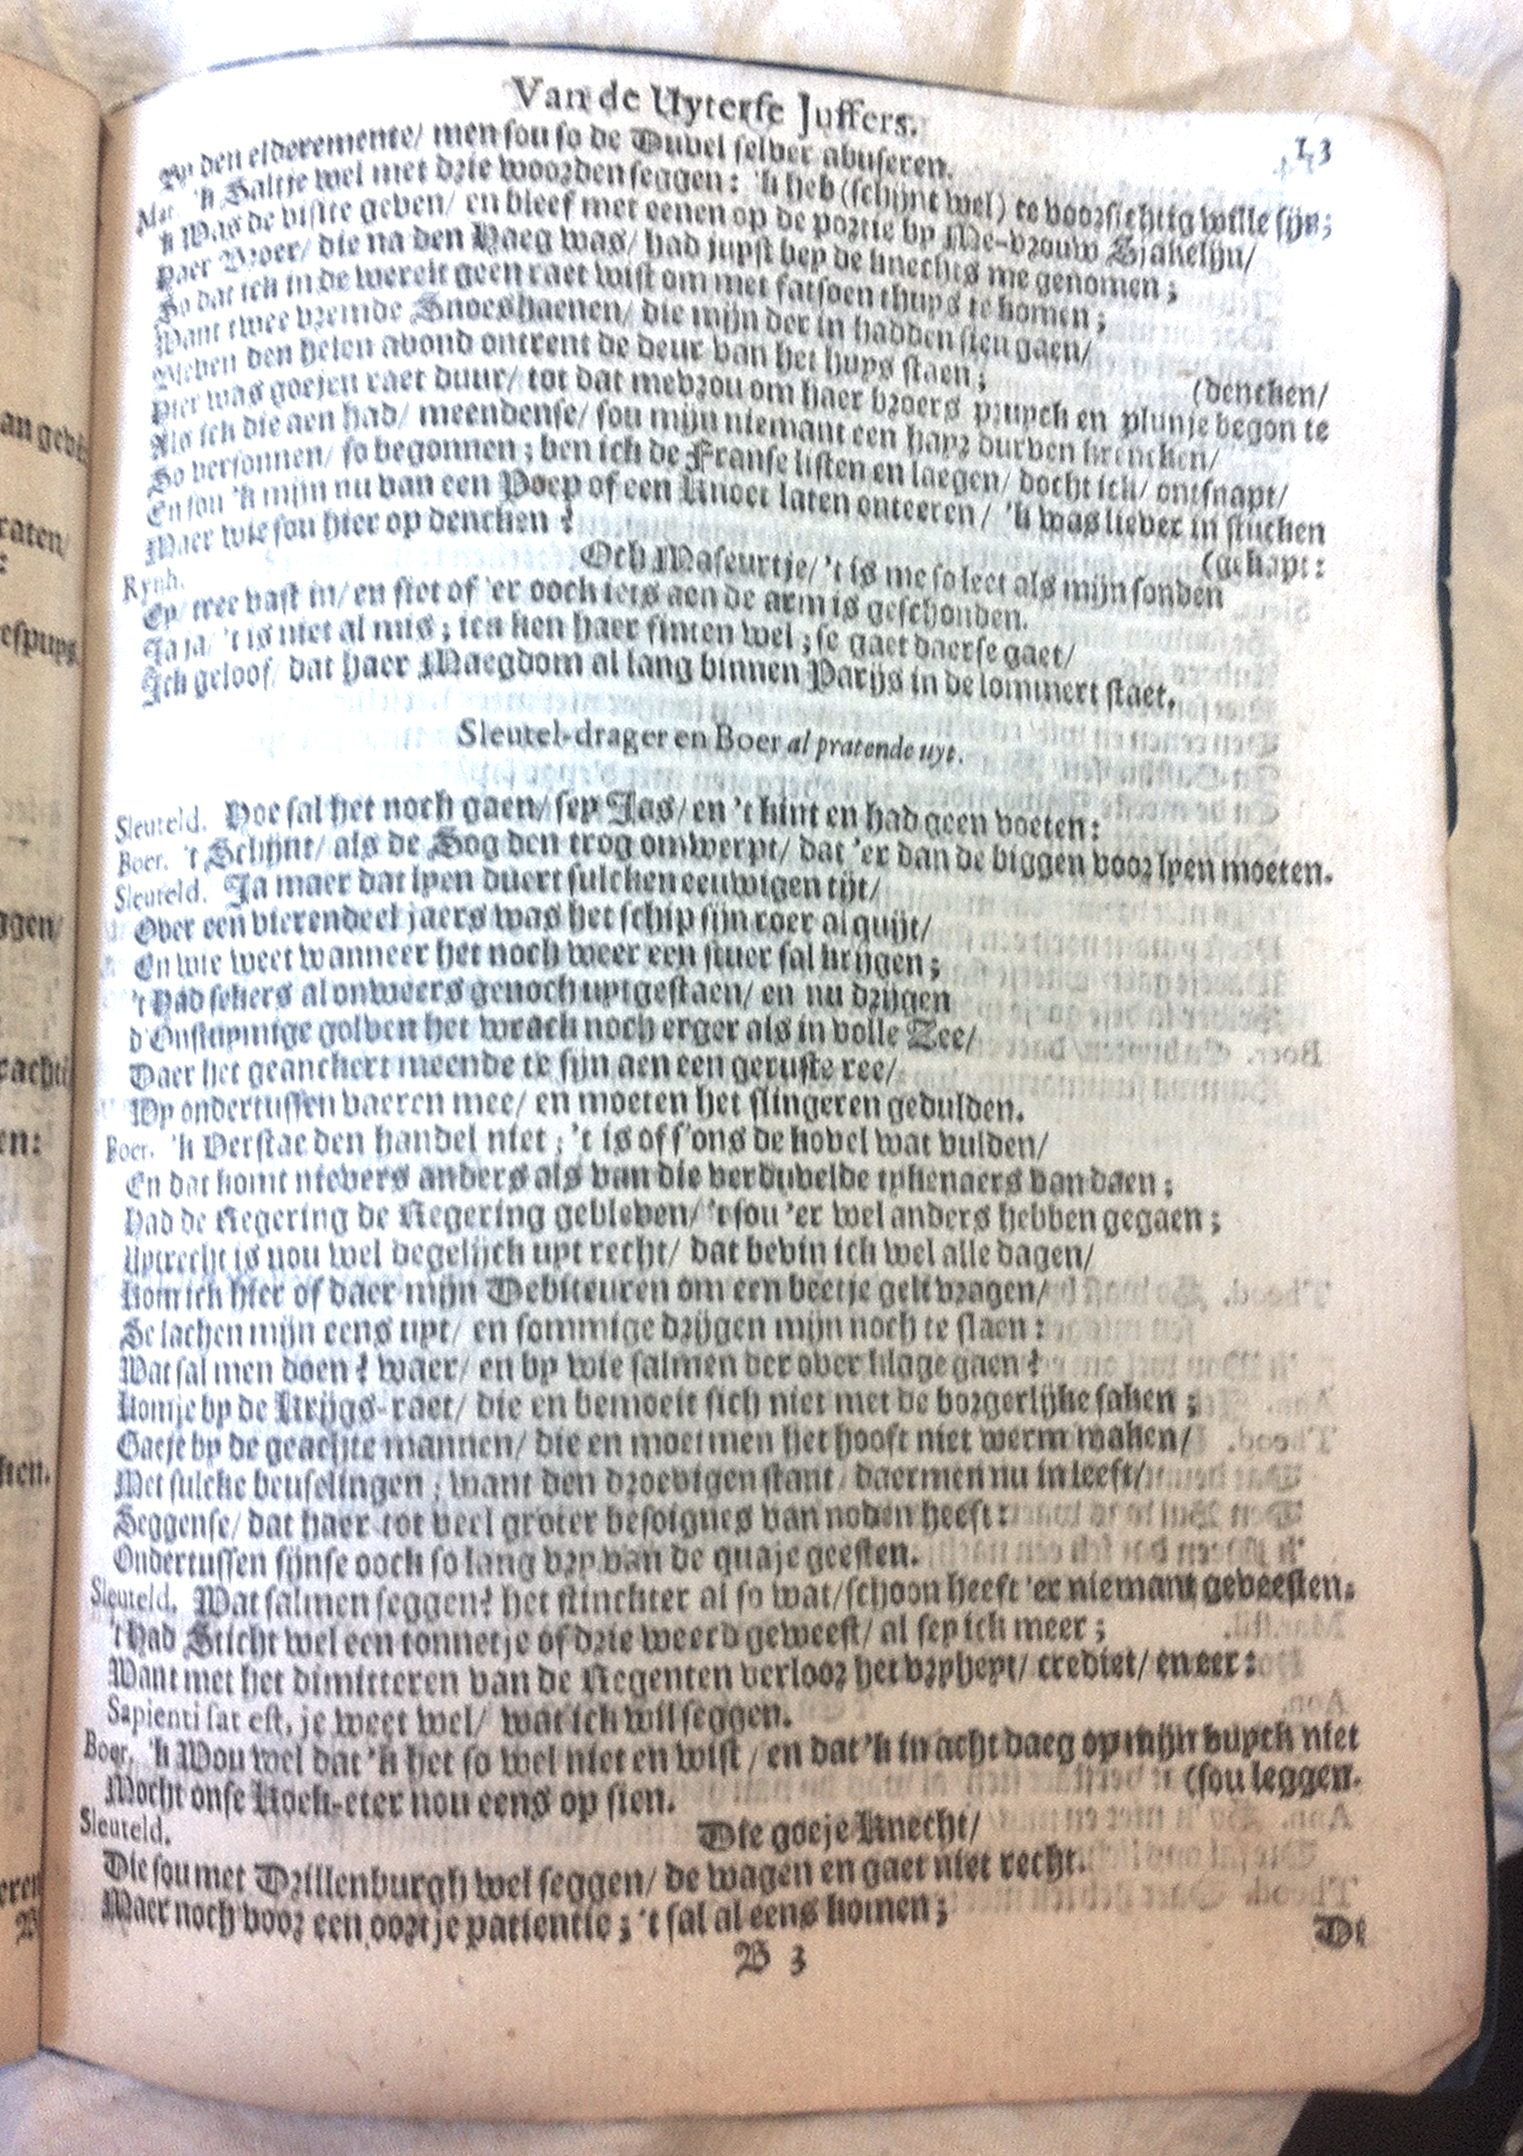 Van de Uyterse Juffers.
13
By den elderemente/ men sou so de Duvel selver abuseren.
Mar. 'k Saltje wel met drie woorden seggen: 'k heb (schijnt wel) te voorsichtig wille sijn;
'k Was de visite geven/ en bleef met eenen op de portie by Me-vrouw Sjakelijn/
Haer Broer/ die na den Haeg was/ had juyst bey de knechts me genomen;
So dat ick in de werelt geen raet wist om met fatsoen thuys te komen;
Want twee vremde Snoeshaenen/ die mijn der in hadden sien gaen/
Bleven den helen avond ontrent de deur van het huys staen;
(dencken/
Hier was goejen raet duur/ tot dat mevrou om haer broers pruyck en plunje begon te
Als ick die aen had/ meendense/ sou mijn niemant een hayr durven krencken/
So versonnen/ so begonnen; ben ick de Franse listen en laegen/ docht ick/ ontsnapt/
En sou 'k mijn nu van een Poep of een Knoet laten onteeren/ 'k was liever in stucken
(gekapt:
Maer wie sou hier op dencken?
Rynh. Och Maseurtje/ 't is me so leet als mijn sonden
Ey/ tree vast in/ en siet of 'er oock iets aen de arm is geschonden.
Ja ja/ 't is niet al mis; ick ken haer finten wel; se gaet daerse gaet/
Ick geloof/ dat haer Maegdom al lang binnen Parijs in de lommert staet.
Sleutel-drager en Boer al pratende uyt.
Sleuteld. Hoe sal het noch gaen/ sey Jas/ en 't kint en had geen voeten:
Boer. 't Schijnt/ als de Sog den trog omwerpt/ dat 'er dan de biggen voor lyen moeten.
Sleuteld. Ja maer dat lyen duert sulcken eeuwigen tijt/
Over een vierendeel jaers was het schip sijn roer al quijt/
En wie weet wanneer het noch weer een stuer sal krijgen;
't Had sekers al onweers genoch uytgestaen/ en nu drijgen
d'Onstuymige golven het wrack noch erger als in volle Zee/
Daer het geanckert meende te sijn aen een geruste ree/
Wy ondertussen vaeren mee/ en moeten het slingeren gedulden.
Boer. 'k Verstae den handel niet; 't is of s'ons de kovel wat vulden/
En dat komt nievers anders als van die verduvelde rykenaers van daen;
Had de Regering de Regering gebleven/ 't sou 'er wel anders hebben gegaen;
Uytrecht is nou wel degelijck uyt recht/ dat bevin ick wel alle dagen/
Kom ick hier of daer mijn Debiteuren om een beetje gelt vragen/
Se lachen mijn eens uyt/ en sommige drijgen mijn noch te slaen:
Wat sal men doen? waer/ en by wie salmen der over klage gaen?
Komje by de Krijgs-raet/ die en bemoeit sich niet met de borgerlijke saken;
Gaetje by de geachte mannen/ die en moet men het hooft niet werm maken/
Met sulcke beuselingen; want den droevigen stant/ daermen nu in leeft/
Seggense/ dat haer tot veel groter besoignes van noden heeft:
Ondertussen sijnse oock so lang vry van de quaje geesten.
Sleuteld. Wat salmen seggen? het stinckter al so wat/ schoon heeft 'er niemant geveesten.
't Had Sticht wel een tonnetje of drie weerd geweest/ al sey ick meer;
Want met het dimitteren van de Regenten verloor het vryheyt/ crediet/ en eer:
Sapienti sat est, je weet wel/ wat ick wil seggen.
Boer. 'k Wou wel dat 'k het so wel niet en wist/ en dat 'k in acht daeg op mijn buyck niet
(sou leggen.
Mocht onse Koek-eter nou eens op sien.
Sleuteld. Die goeje Knecht/
Die sou met Drillenburgh wel seggen/ de wagen en gaet niet recht.
Maer noch voor een oortje patientie; 't sal al eens komen;
B 3
De